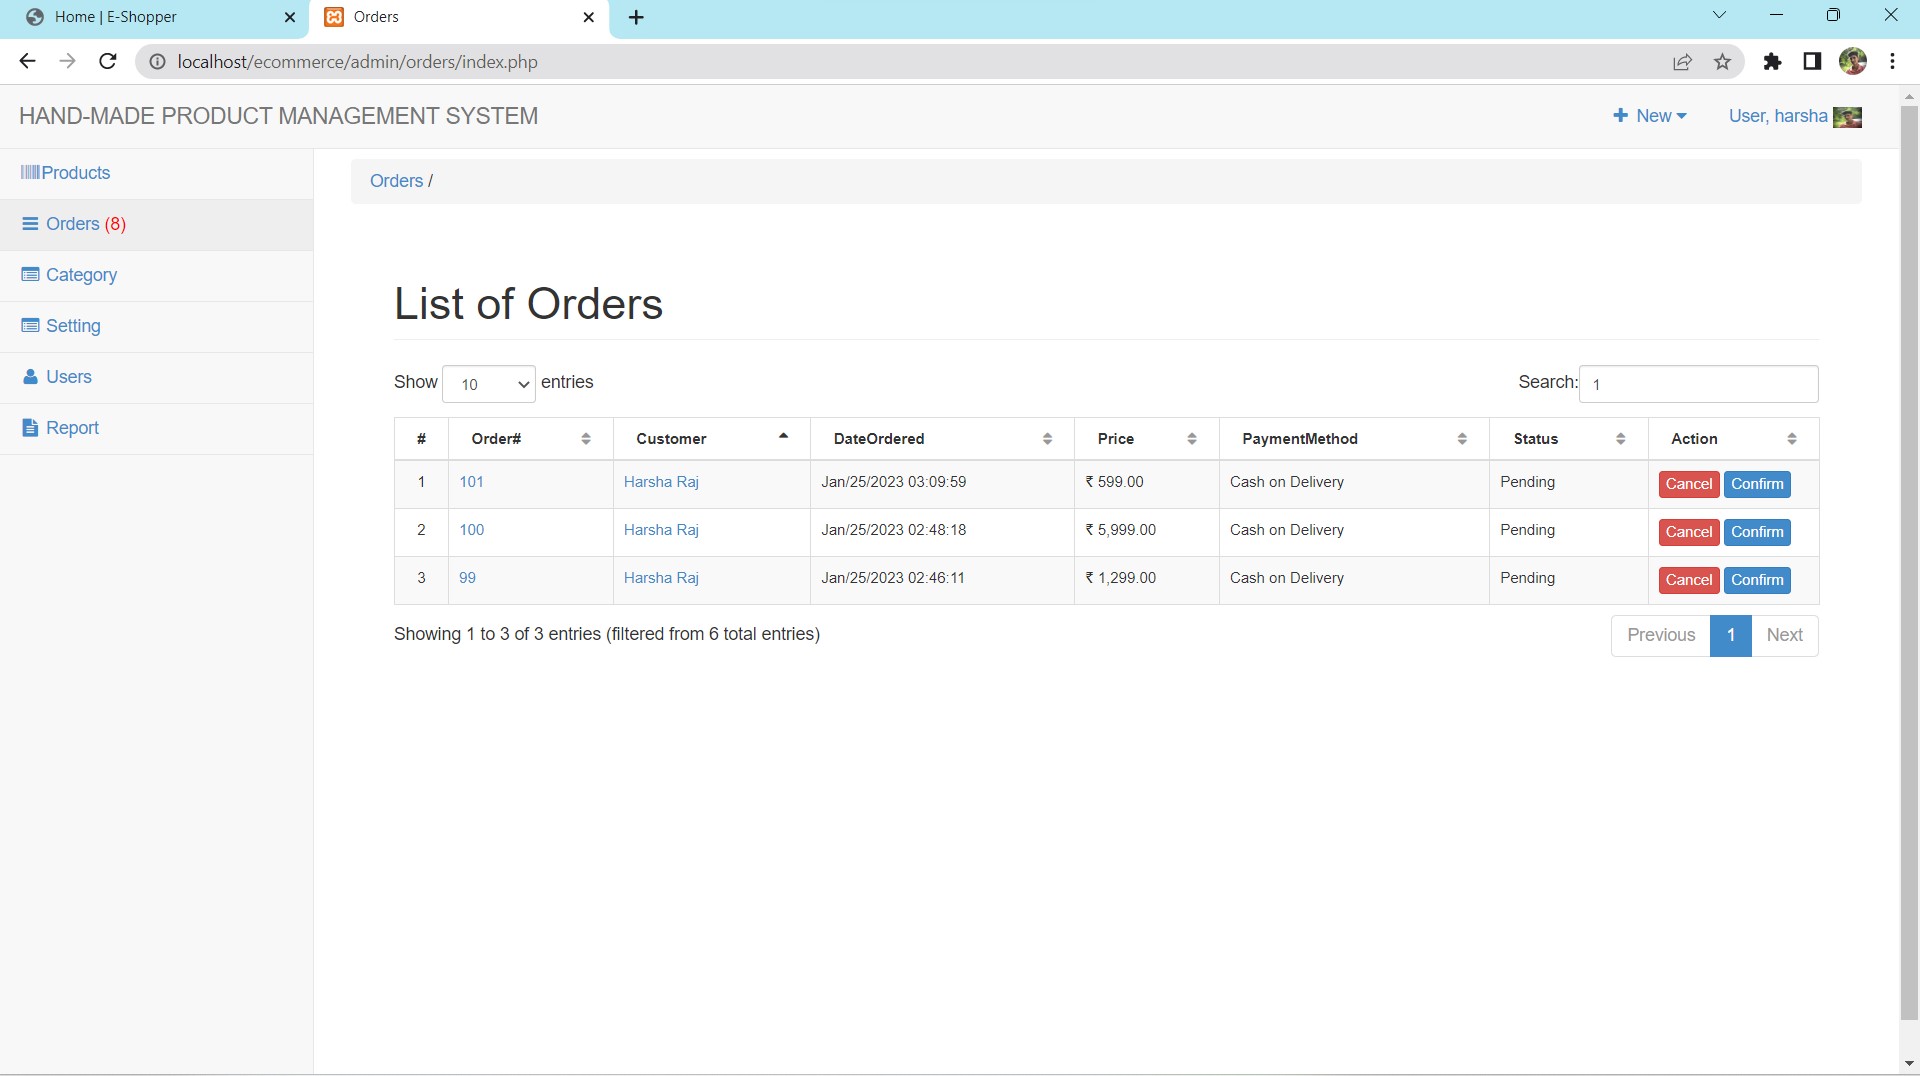 Home | E-Shopper
Orders
localhost/ecommerce/admin/orders/index.php
HAND-MADE PRODUCT MANAGEMENT SYSTEM
New
User, harsha
Products
Orders (8)
Category
Setting
Users
Report
Orders /
List of Orders
Show 10 entries
Search: 1
# Order# Customer DateOrdered Price PaymentMethod Status Action
1 101 Harsha Raj Jan/25/2023 03:09:59 ₹ 599.00 Cash on Delivery Pending Cancel Confirm
2 100 Harsha Raj Jan/25/2023 02:48:18 ₹ 5,999.00 Cash on Delivery Pending Cancel Confirm
3 99 Harsha Raj Jan/25/2023 02:46:11 ₹ 1,299.00 Cash on Delivery Pending Cancel Confirm
Showing 1 to 3 of 3 entries (filtered from 6 total entries)
Previous 1 Next